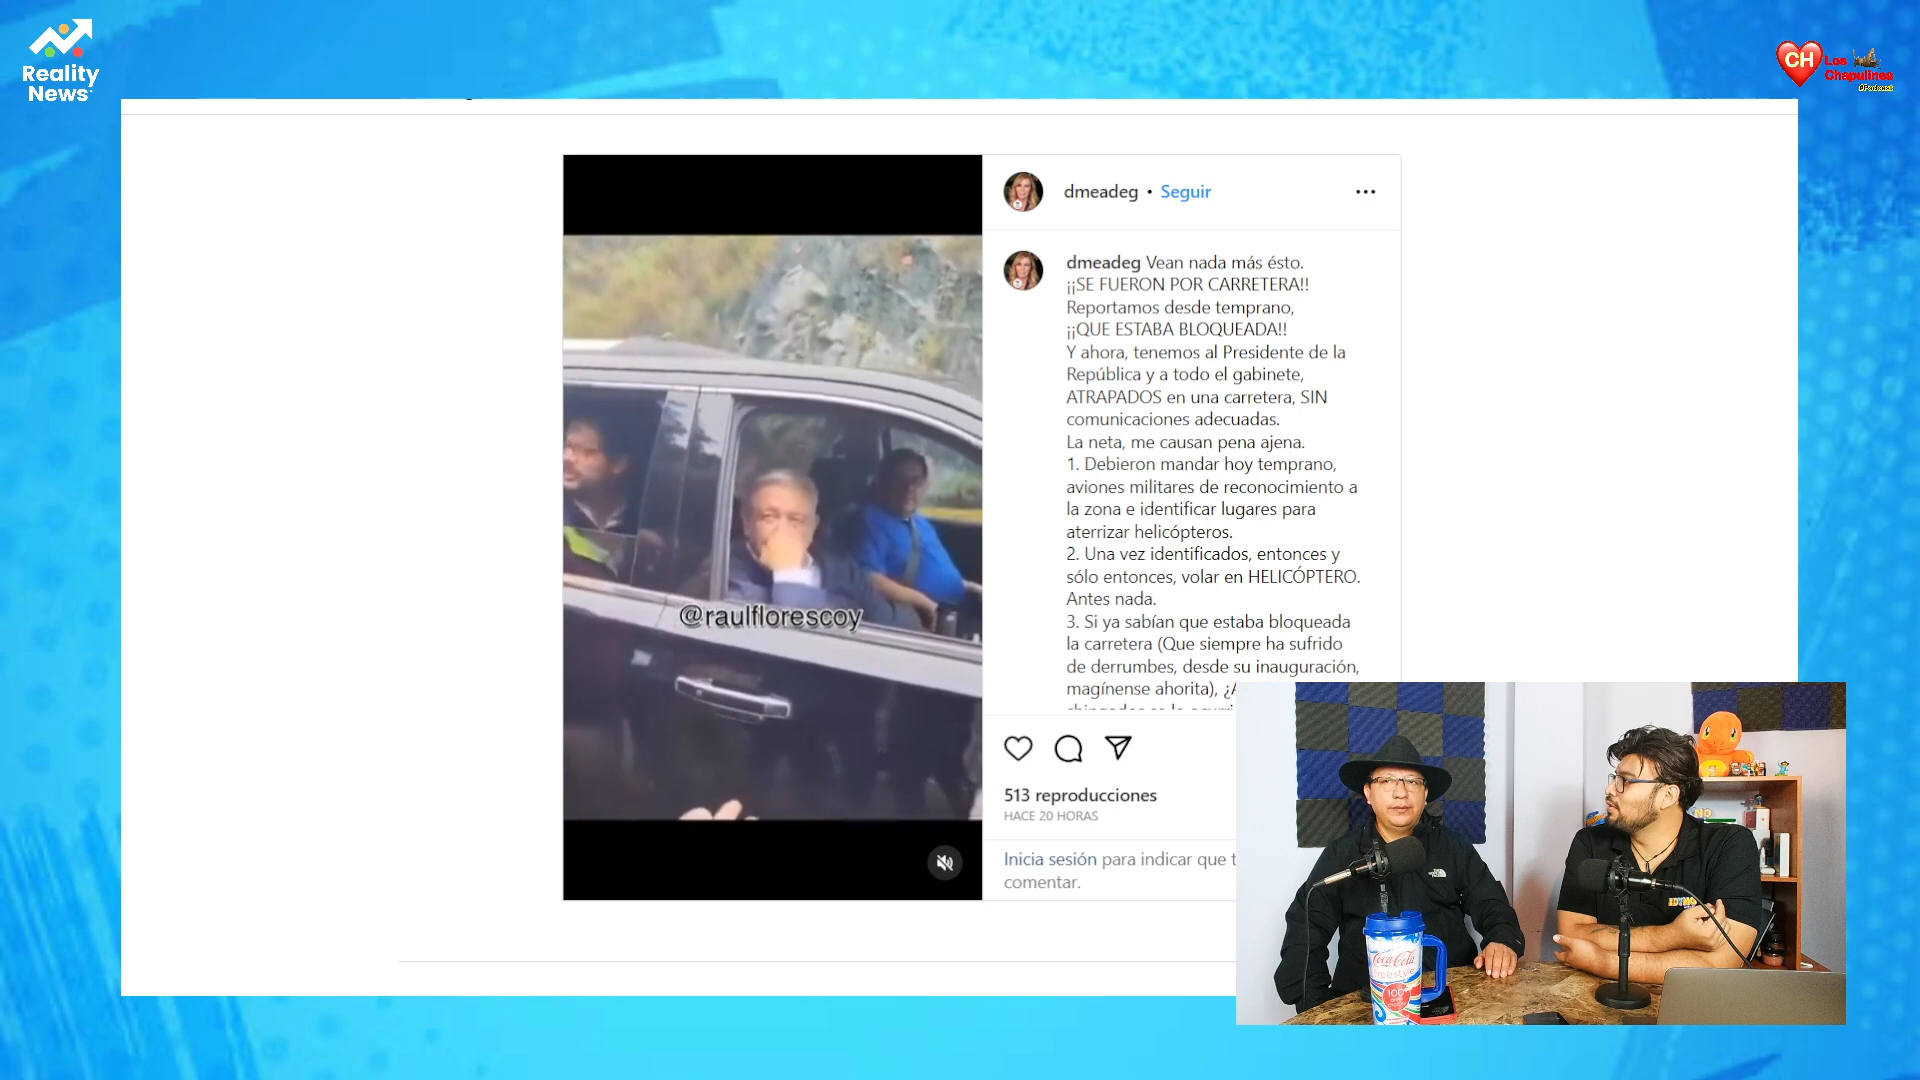 Reality
News
CH
Los
Chapulines
#Podcast
dmeadeg • Seguir
dmeadeg Vean nada más ésto.
¡¡SE FUERON POR CARRETERA!!
Reportamos desde temprano,
¡¡QUE ESTABA BLOQUEADA!!
Y ahora, tenemos al Presidente de la
República y a todo el gabinete,
ATRAPADOS en una carretera, SIN
comunicaciones adecuadas.
La neta, me causan pena ajena.
1. Debieron mandar hoy temprano,
aviones militares de reconocimiento a
la zona e identificar lugares para
aterrizar helicópteros.
2. Una vez identificados, entonces y
sólo entonces, volar en HELICÓPTERO.
Antes nada.
3. Si ya sabían que estaba bloqueada
la carretera (Que siempre ha sufrido
de derrumbes, desde su inauguración,
magínense ahorita),
@raulflorescoy
513 reproducciones
HACE 20 HORAS
Inicia sesión para indicar que
comentar.
Coca-Cola
freestyle
100+